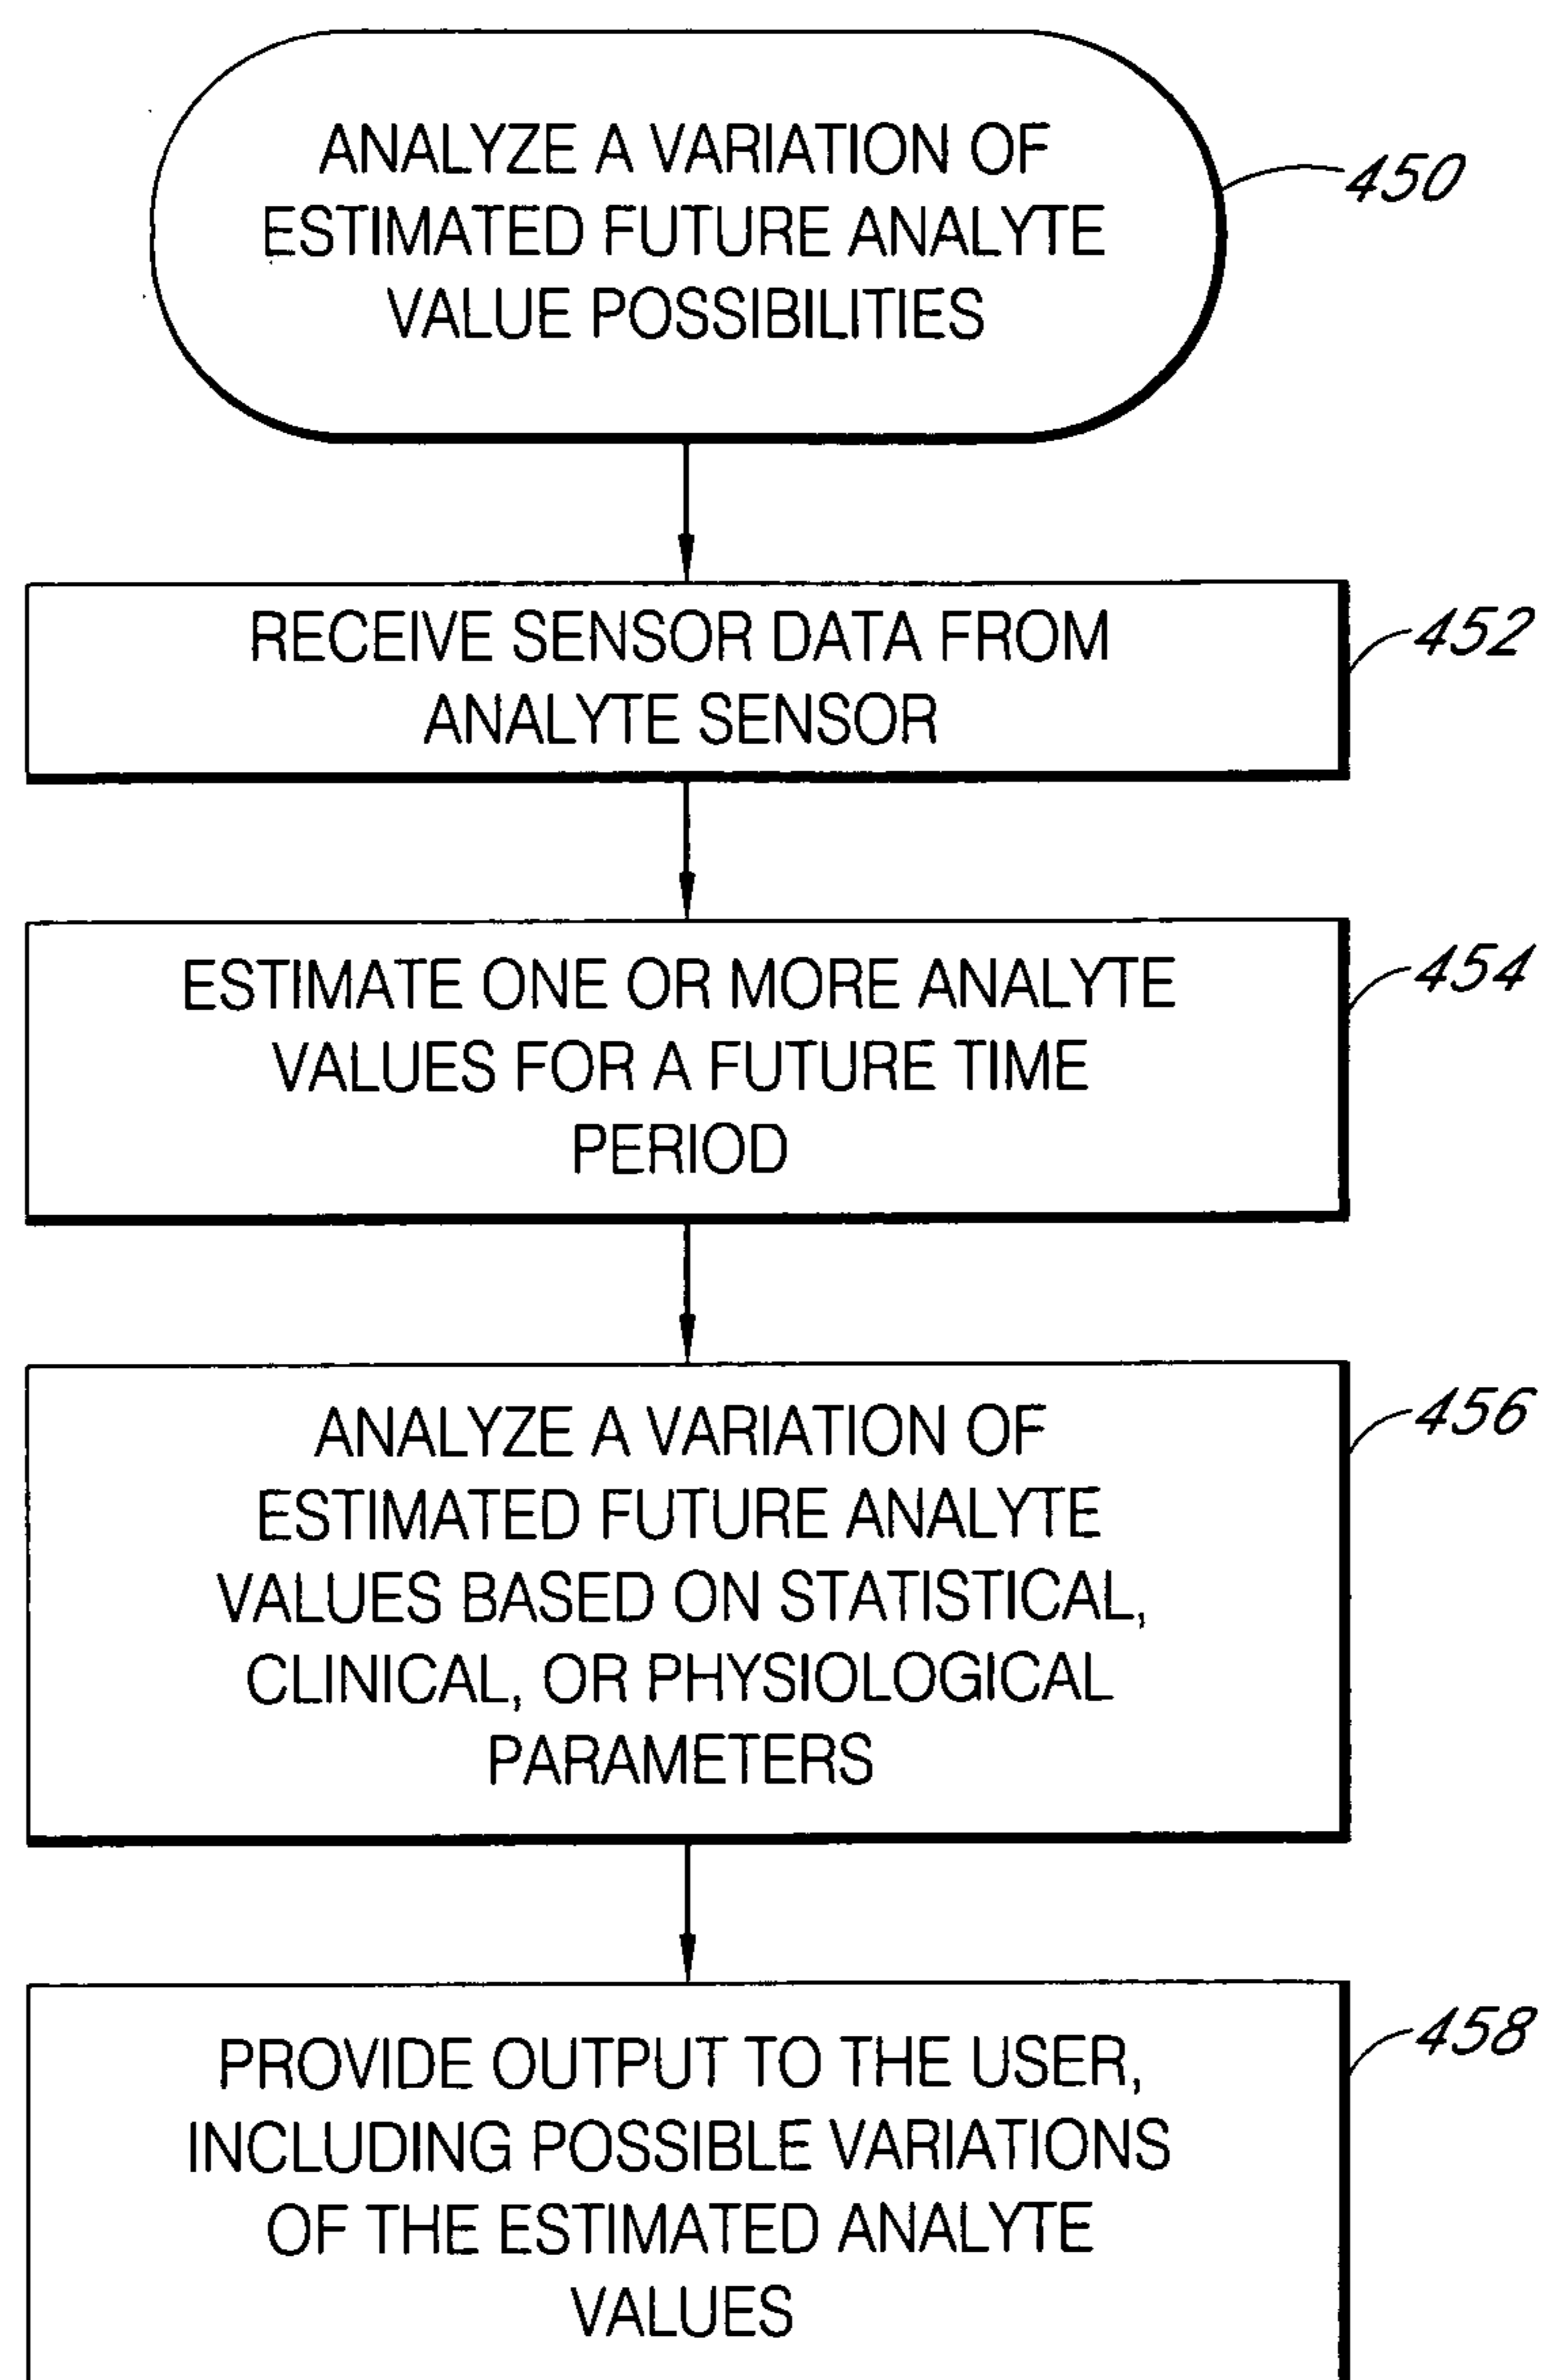 ANALYZE A VARIATION OF
ESTIMATED FUTURE ANALYTE
VALUE POSSIBILITIES
450
RECEIVE SENSOR DATA FROM
ANALYTE SENSOR
452
ESTIMATE ONE OR MORE ANALYTE
VALUES FOR A FUTURE TIME
PERIOD
454
ANALYZE A VARIATION OF
ESTIMATED FUTURE ANALYTE
VALUES BASED ON STATISTICAL,
CLINICAL, OR PHYSIOLOGICAL
PARAMETERS
456
PROVIDE OUTPUT TO THE USER,
INCLUDING POSSIBLE VARIATIONS
OF THE ESTIMATED ANALYTE
VALUES
458